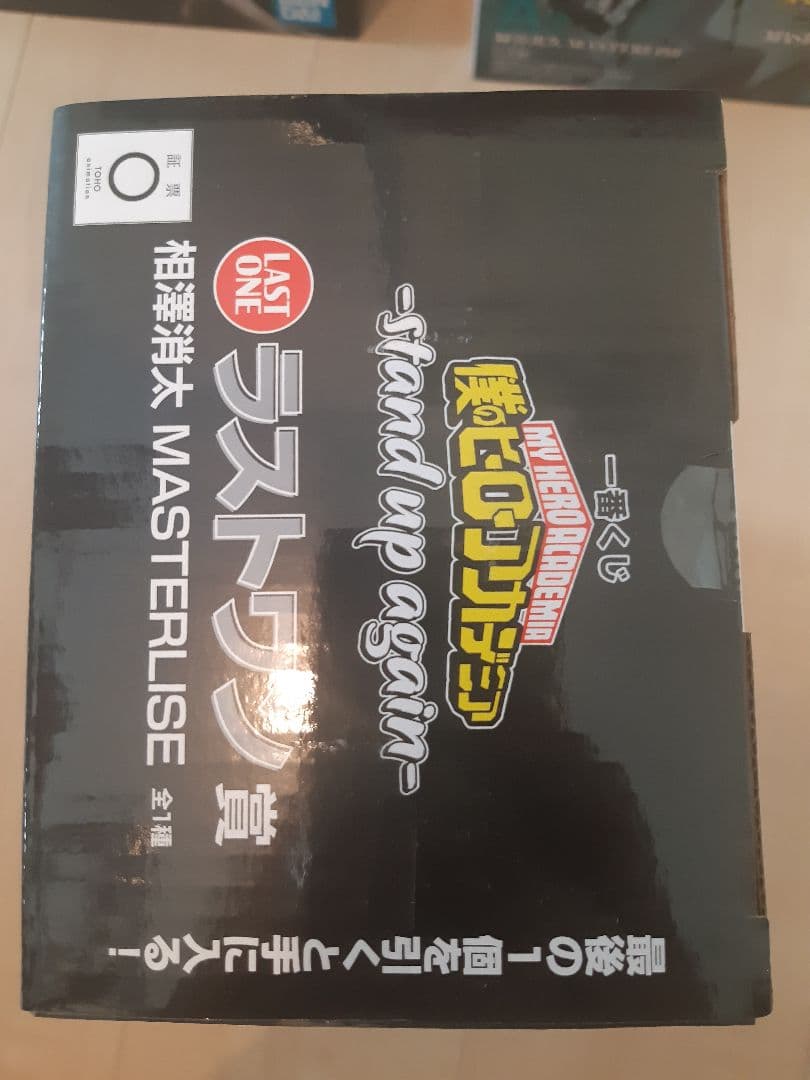 一番くじ
MY HERO ACADEMIA
僕のヒーローアカデミア
-stand up again-
LAST
ONE
ラストワン賞
相澤消太 MASTERLISE 全1種
証票
TOHO
animation
最後の1個を引くと手に入る!